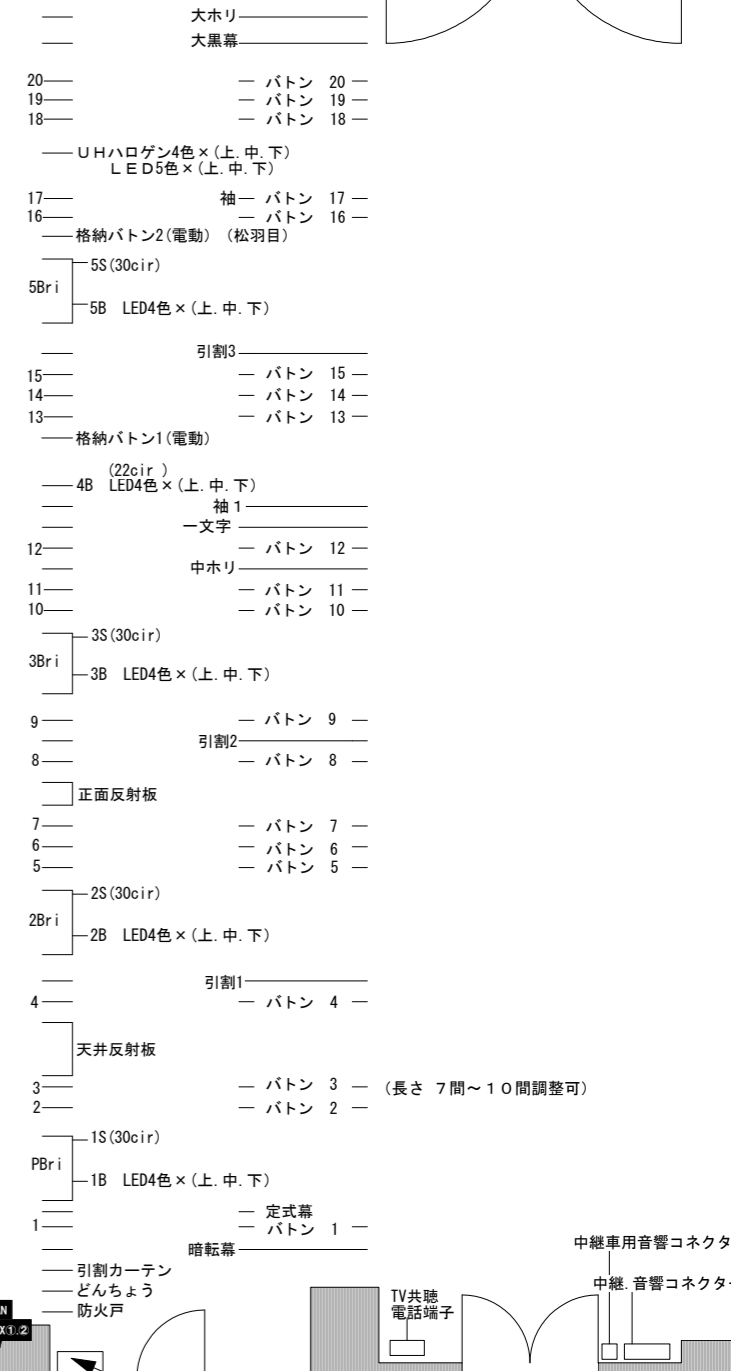 大ホリ
大黒幕
20 バトン 20
19 バトン 19
18 バトン 18
UHハロゲン4色×(上.中.下)
LED5色×(上.中.下)
17 袖 バトン 17
16 バトン 16
格納バトン2(電動) (松羽目)
5S(30cir)
5Bri
5B LED4色×(上.中.下)
引割3
15 バトン 15
14 バトン 14
13 バトン 13
格納バトン1(電動)
(22cir )
4B LED4色×(上.中.下)
袖1
一文字
12 バトン 12
中ホリ
11 バトン 11
10 バトン 10
3S(30cir)
3Bri
3B LED4色×(上.中.下)
9 バトン 9
引割2
8 バトン 8
正面反射板
7 バトン 7
6 バトン 6
5 バトン 5
2S(30cir)
2Bri
2B LED4色×(上.中.下)
引割1
4 バトン 4
天井反射板
3 バトン 3 (長さ 7間~10間調整可)
2 バトン 2
1S(30cir)
PBri
1B LED4色×(上.中.下)
定式幕
1 バトン 1
暗転幕
中継車用音響コネクタ
引割カーテン
中継.音響コネクター
どんちょう
TV共聴
電話端子
防火戸
AN
X①.②